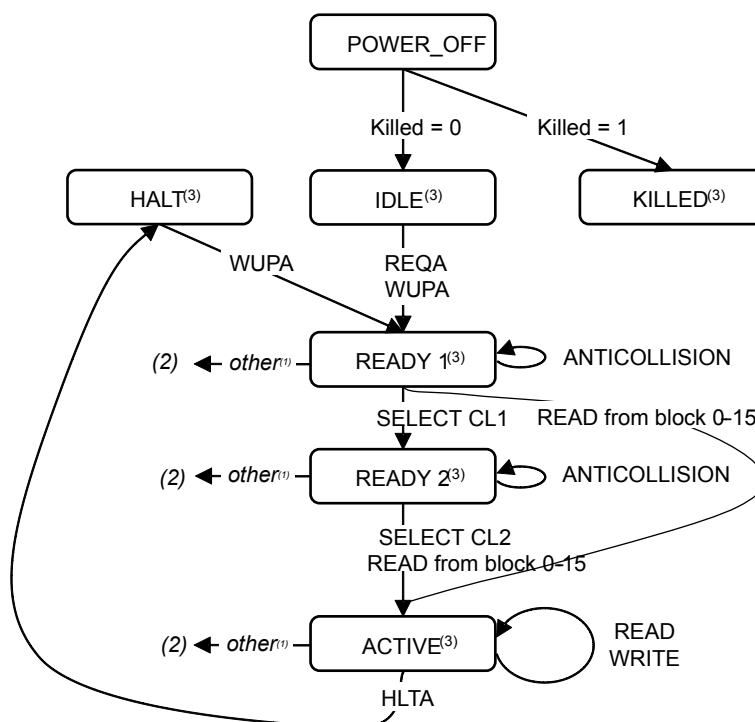 POWER_OFF
Killed = 0
Killed = 1
HALT(3)
IDLE(3)
KILLED(3)
WUPA
REQA
WUPA
(2)
other(1)
READY 1(3)
ANTICOLLISION
SELECT CL1
READ from block 0-15
(2)
other(1)
READY 2(3)
ANTICOLLISION
SELECT CL2
READ from block 0-15
(2)
other(1)
ACTIVE(3)
READ
WRITE
HLTA